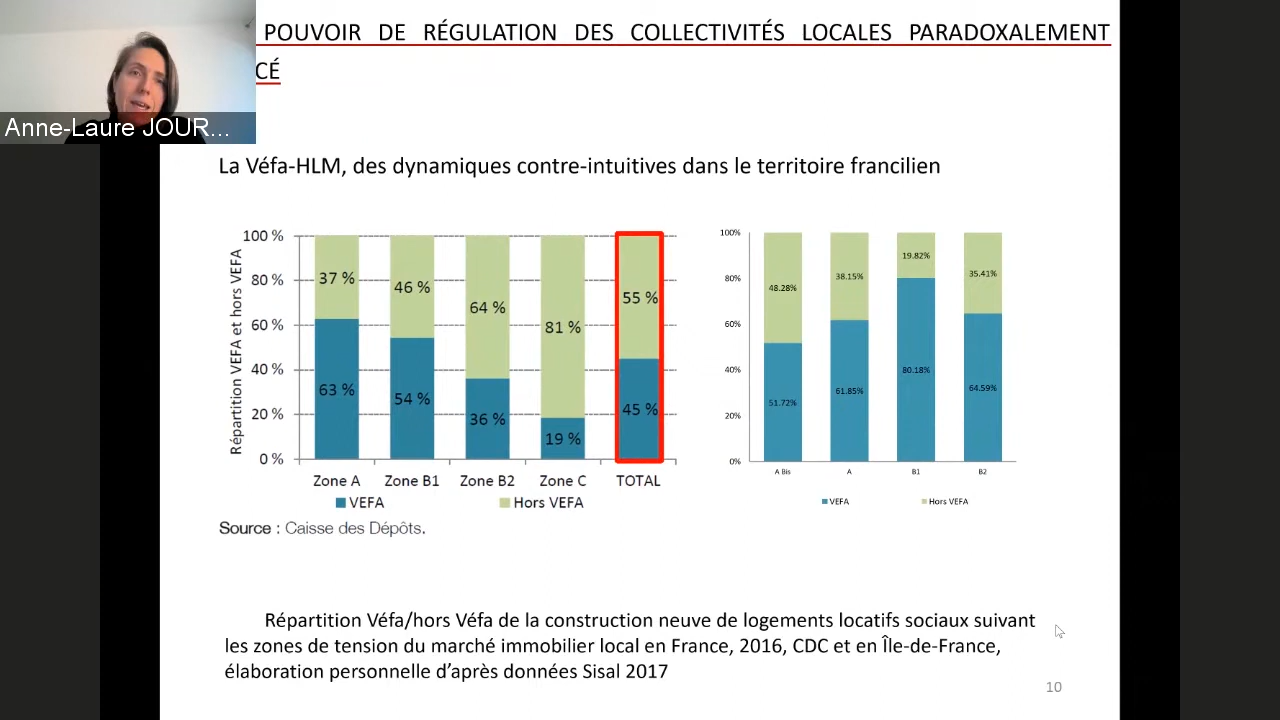 POUVOIR DE RÉGULATION DES COLLECTIVITÉS LOCALES PARADOXALEMENT
CÉ
Anne-Laure JOUR...
La Véfa-HLM, des dynamiques contre-intuitives dans le territoire francilien
Répartition VEFA et hors VEFA
100 %
80 %
60 %
40 %
20 %
0 %
37 %
46 %
64 %
81 %
55 %
63 %
54 %
36 %
19 %
45 %
Zone A
Zone B1
Zone B2
Zone C
TOTAL
VEFA
Hors VEFA
Source : Caisse des Dépôts.
100%
80%
60%
40%
20%
0%
48.28%
38.15%
19.82%
35.41%
51.72%
61.85%
80.18%
64.59%
A Bis
A
B1
B2
VEFA
Hors VEFA
Répartition Véfa/hors Véfa de la construction neuve de logements locatifs sociaux suivant
les zones de tension du marché immobilier local en France, 2016, CDC et en Île-de-France,
élaboration personnelle d’après données Sisal 2017
10